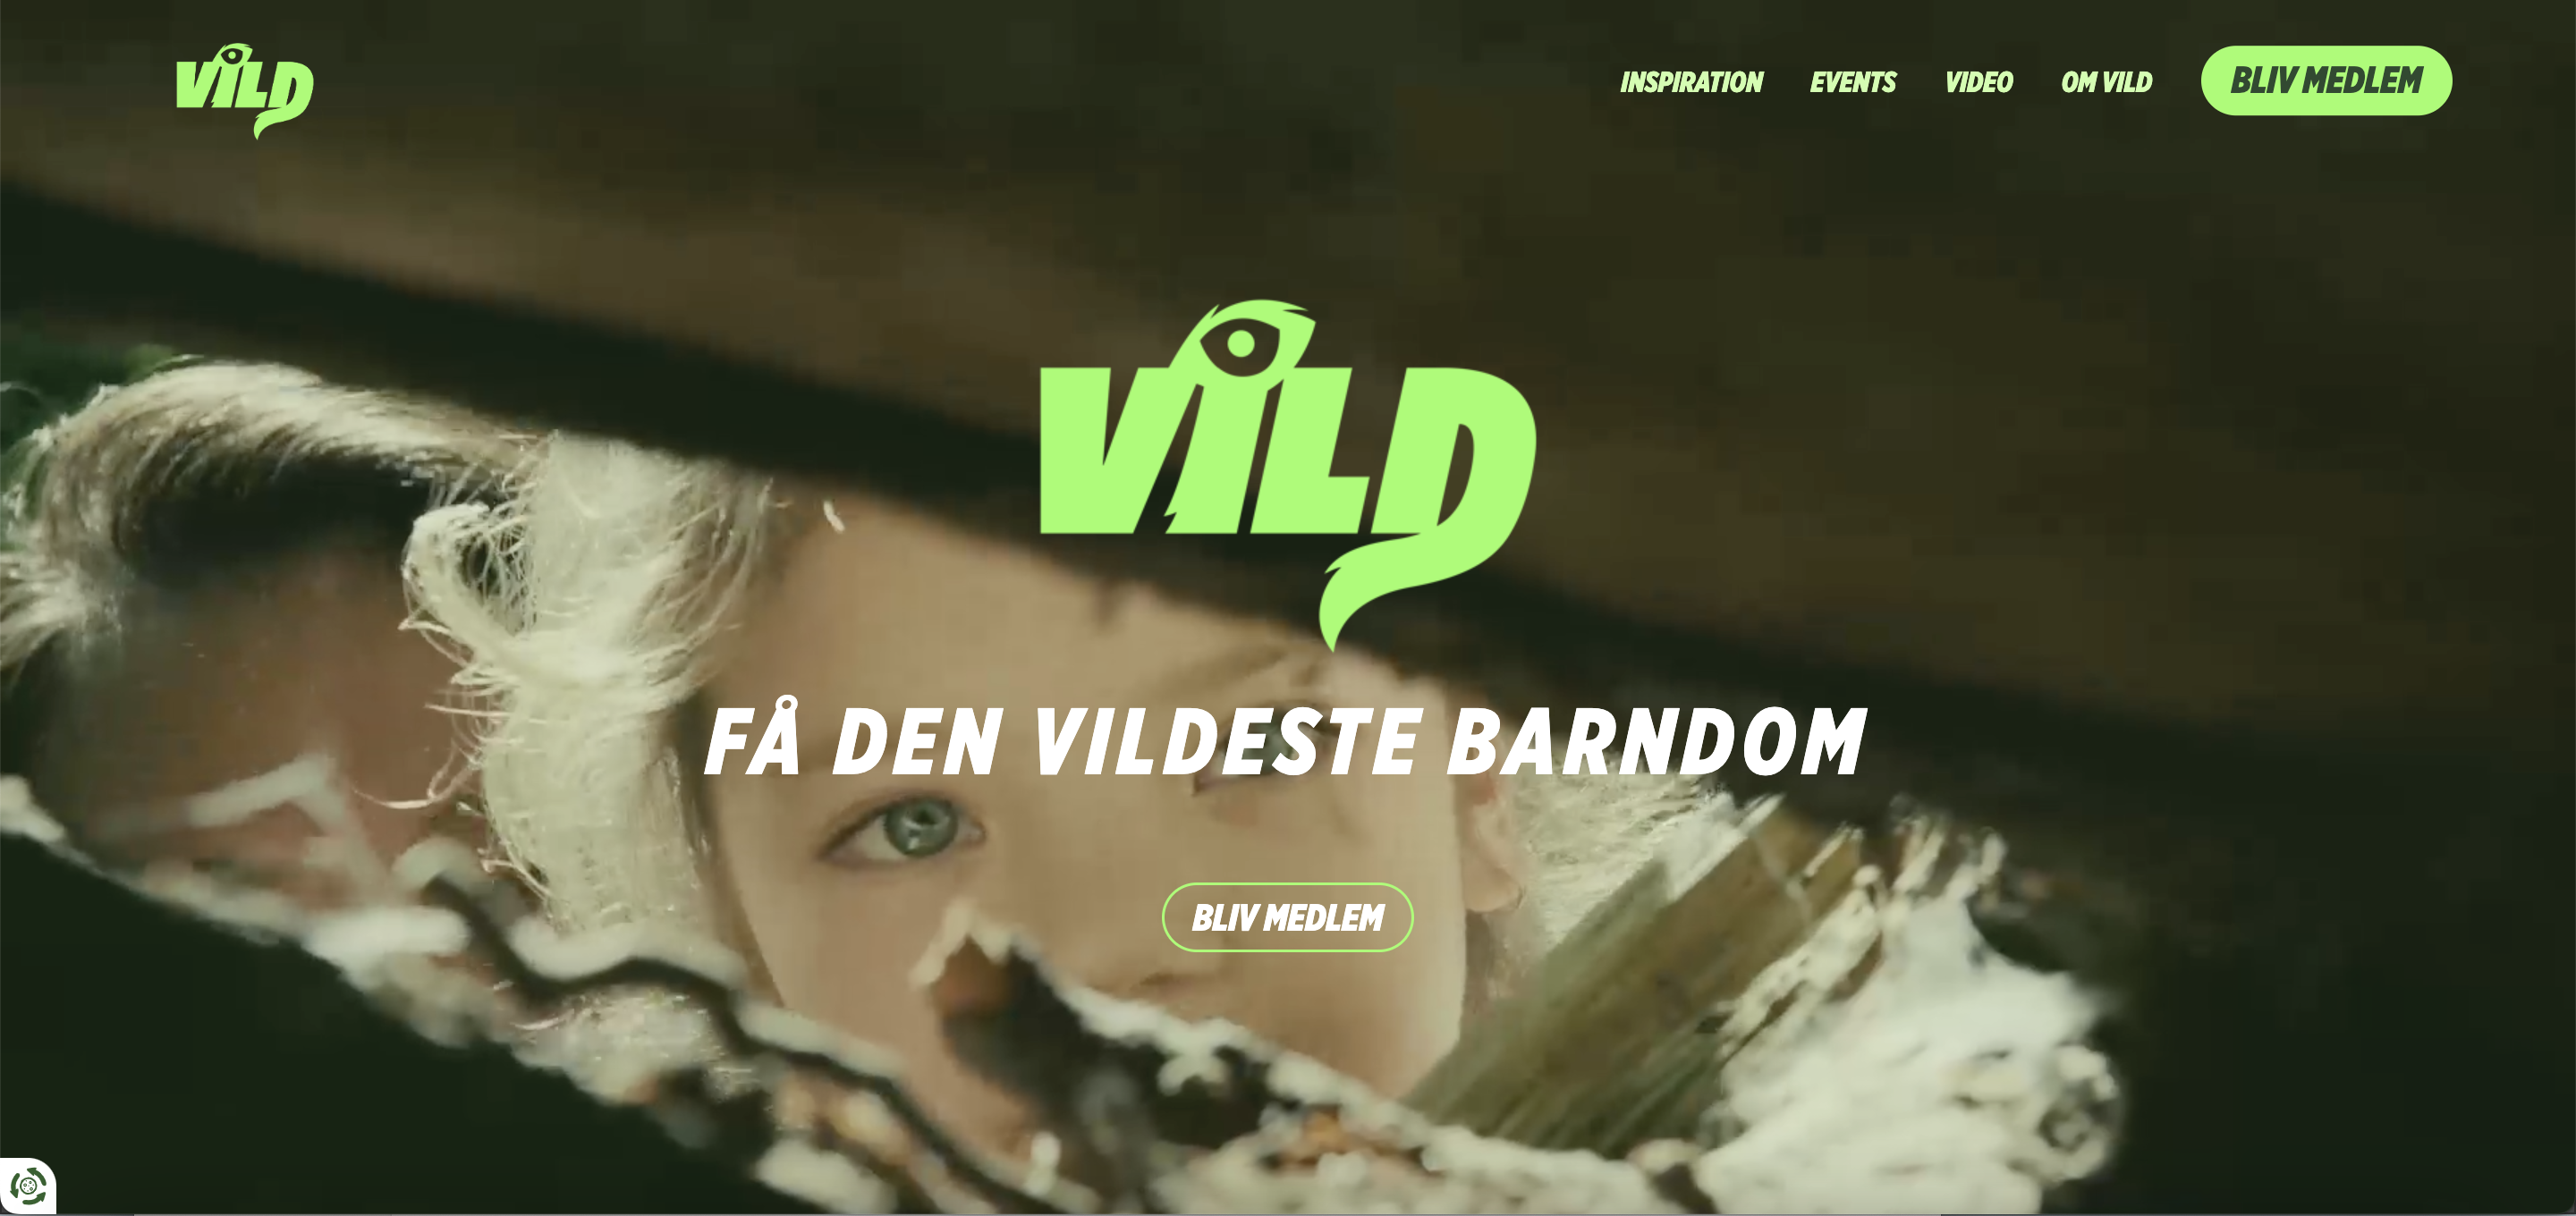 VILD
INSPIRATION
EVENTS
VIDEO
OM VILD
BLIV MEDLEM
VILD
FÅ DEN VILDESTE BARNDOM
BLIV MEDLEM